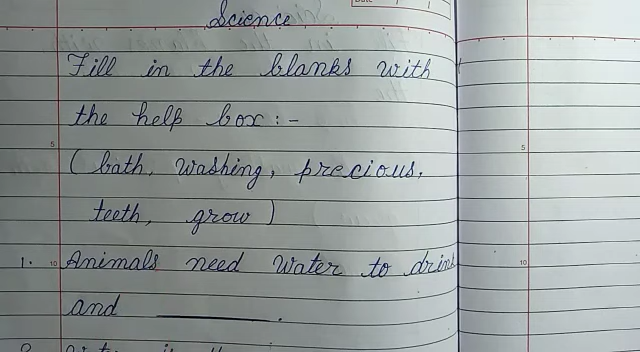 Science
Fill in the blanks with
the help box :-
( bath, washing, precious,
teeth, grow )
1. Animals need water to drink
and ________.